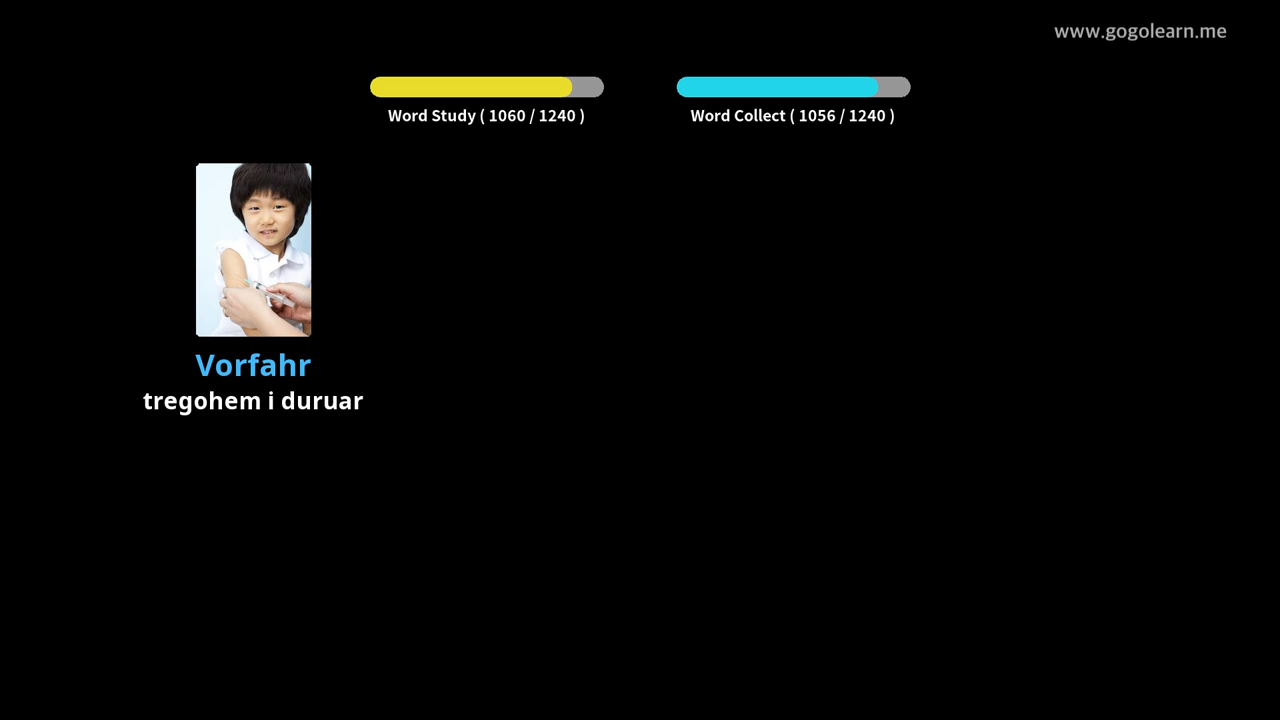 www.gogolearn.me
Word Study ( 1060 / 1240 )
Word Collect ( 1056 / 1240 )
Vorfahr
tregohem i duruar